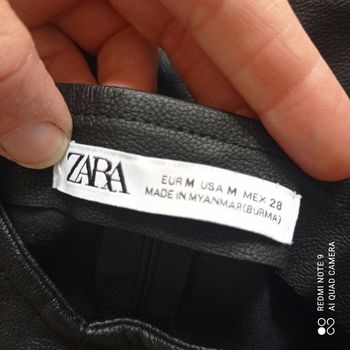 ZARA
EUR M USA M MEX 28
MADE IN MYANMAR(BURMA)
REDMI NOTE 9
AI QUAD CAMERA